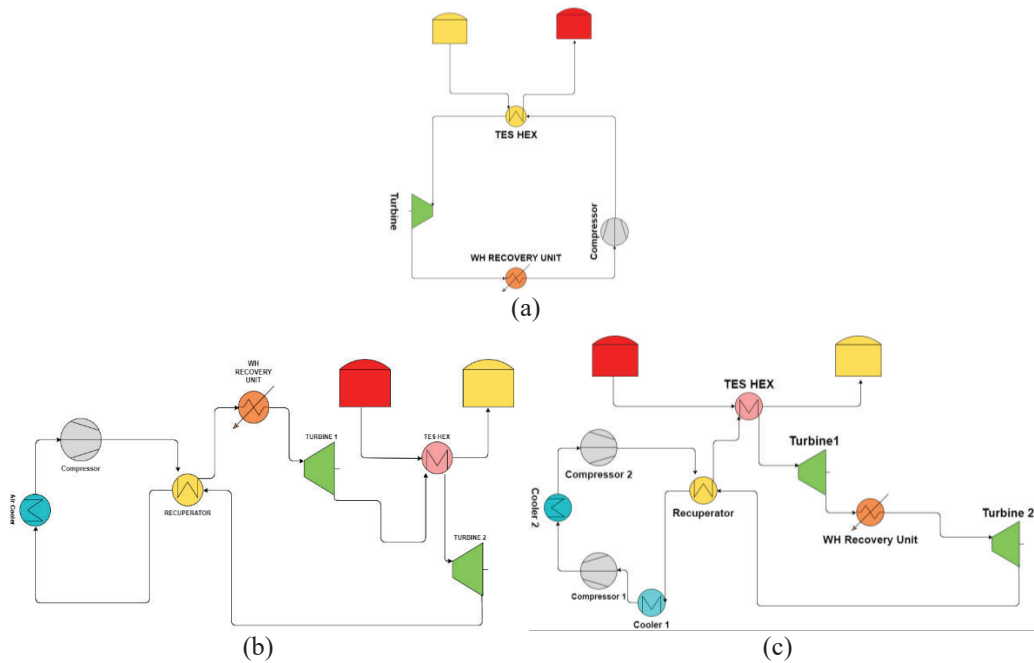 TES HEX
Turbine
Compressor
WH RECOVERY UNIT
(a)
WH
RECOVERY
UNIT
TURBINE 1
TES HEX
Compressor
Air Cooler
RECUPERATOR
TURBINE 2
(b)
TES HEX
Turbine1
Compressor 2
Cooler 2
Recuperator
WH Recovery Unit
Turbine 2
Compressor 1
Cooler 1
(c)